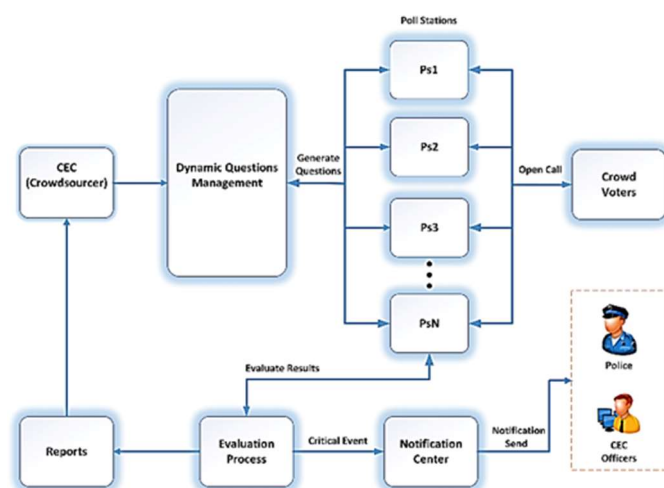 Poll Stations
Ps1
Ps2
Ps3
PsN
CEC
(Crowdsourcer)
Dynamic Questions
Management
Generate
Questions
Open Call
Crowd
Voters
Evaluate Results
Reports
Evaluation
Process
Critical Event
Notification
Center
Notification
Send
Police
CEC
Officers